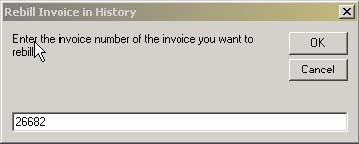 Rebill Invoice in History
Enter the invoice number of the invoice you want to
rebill
OK
Cancel
26682